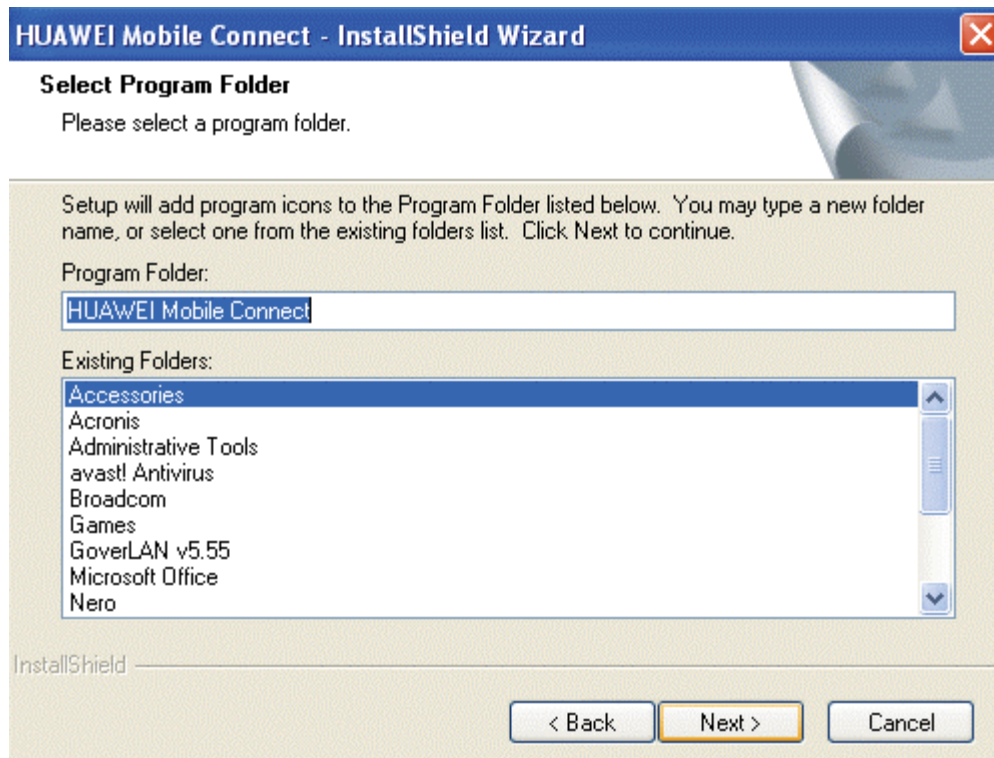 HUAWEI Mobile Connect - InstallShield Wizard
Select Program Folder
Please select a program folder.
Setup will add program icons to the Program Folder listed below.  You may type a new folder
name, or select one from the existing folders list.  Click Next to continue.
Program Folder:
HUAWEI Mobile Connect
Existing Folders:
Accessories
Acronis
Administrative Tools
avast! Antivirus
Broadcom
Games
GoverLAN v5.55
Microsoft Office
Nero
InstallShield
< Back
Next >
Cancel